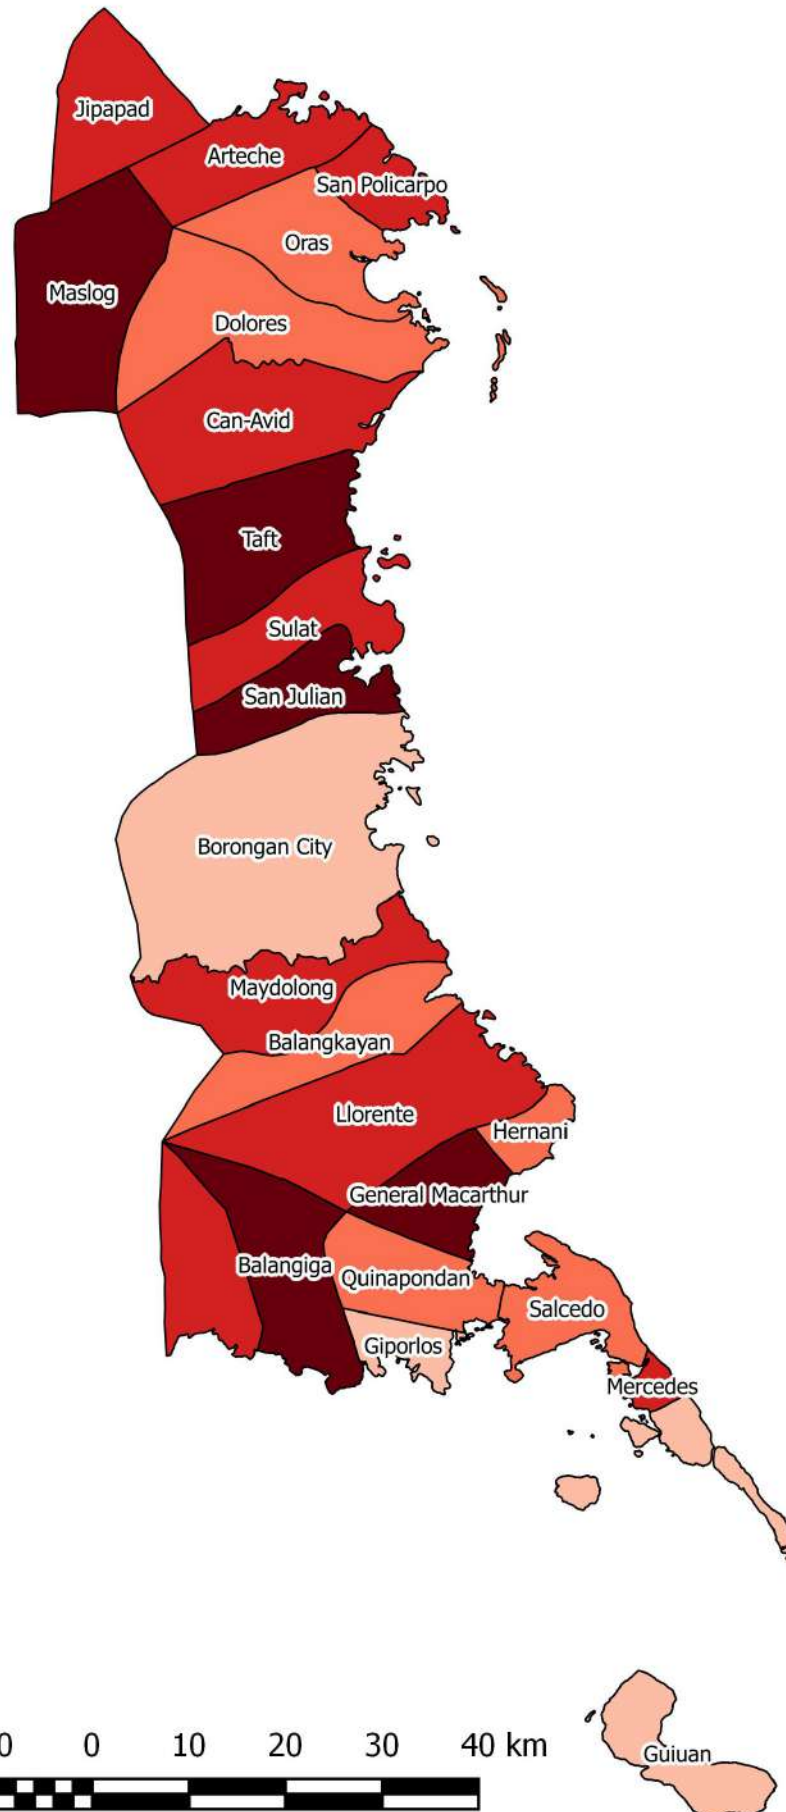 Jipapad
Arteche
San Policarpo
Oras
Maslog
Dolores
Can-Avid
Taft
Sulat
San Julian
Borongan City
Maydolong
Balangkayan
Llorente
Hernani
General Macarthur
Balangiga
Quinapondan
Salcedo
Giporlos
Mercedes
Guiuan
0 0 10 20 30 40 km